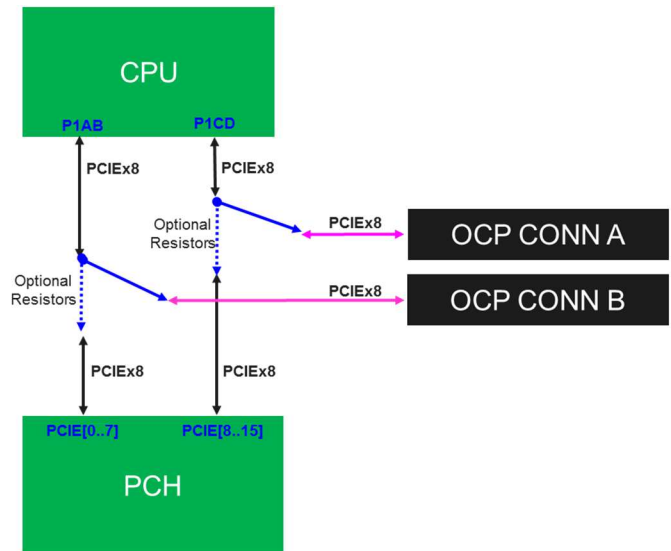 CPU
P1AB
P1CD
PCIEx8
PCIEx8
Optional
Resistors
PCIEx8
OCP CONN A
Optional
Resistors
PCIEx8
OCP CONN B
PCIEx8
PCIEx8
PCIE[0..7]
PCIE[8..15]
PCH